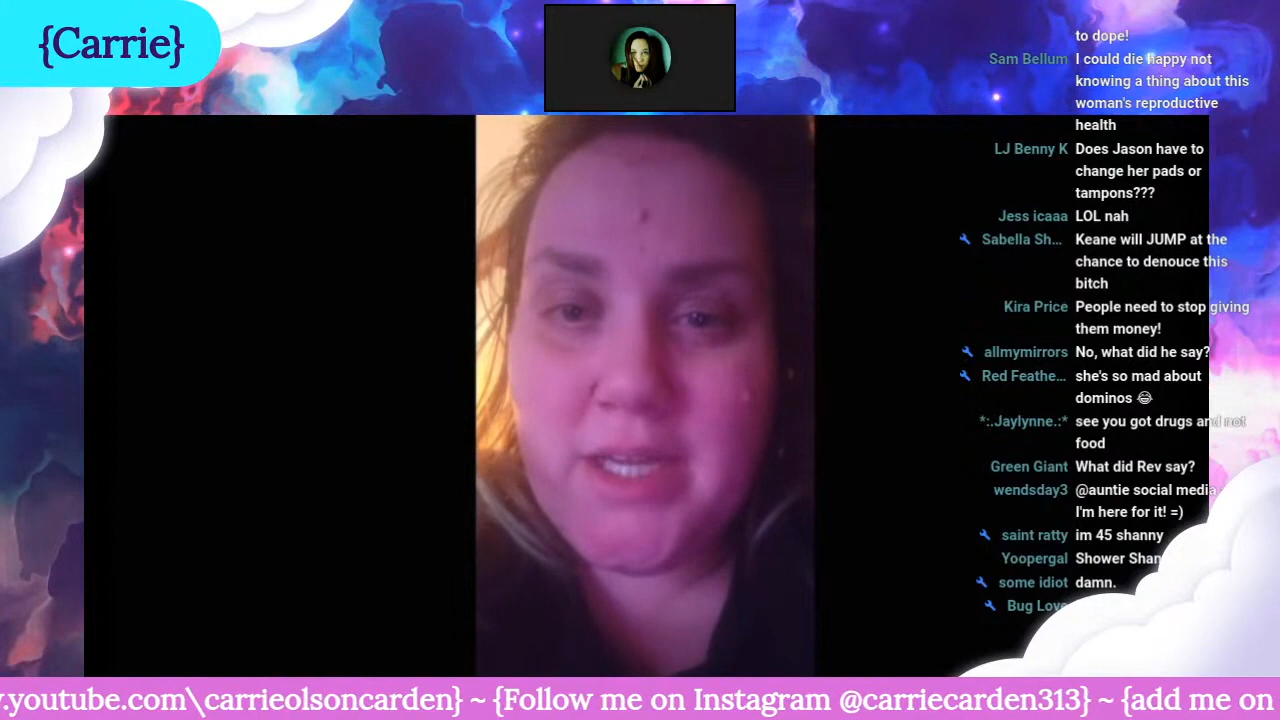 {Carrie}
to dope!
Sam Bellum I could die happy not
knowing a thing about this
woman's reproductive
health
LJ Benny K Does Jason have to
change her pads or
tampons???
Jess icaaa LOL nah
Sabella Sh... Keane will JUMP at the
chance to denouce this
bitch
Kira Price People need to stop giving
them money!
allmymirrors No, what did he say?
Red Feathe... she's so mad about
dominos 😂
*:.Jaylynne.:* see you got drugs and not
food
Green Giant What did Rev say?
wendsday3 @auntie social media
I'm here for it! =)
saint ratty im 45 shanny
Yoopergal Shower Shan
some idiot damn.
Bug Love
.youtube.com\carrieolsoncarden} ~ {Follow me on Instagram @carriecarden313} ~ {add me on